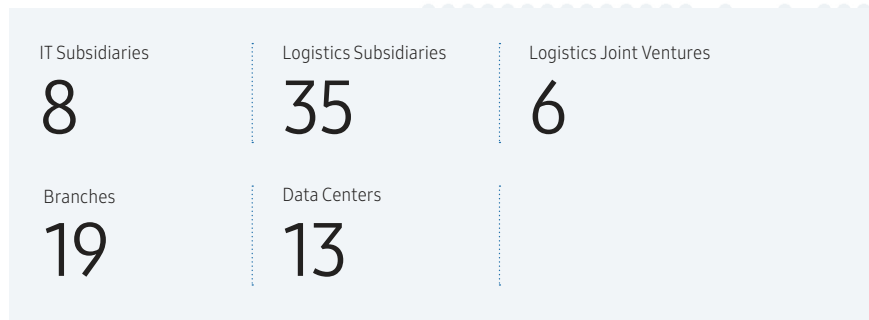 IT Subsidiaries
8
Logistics Subsidiaries
35
Logistics Joint Ventures
6
Branches
19
Data Centers
13